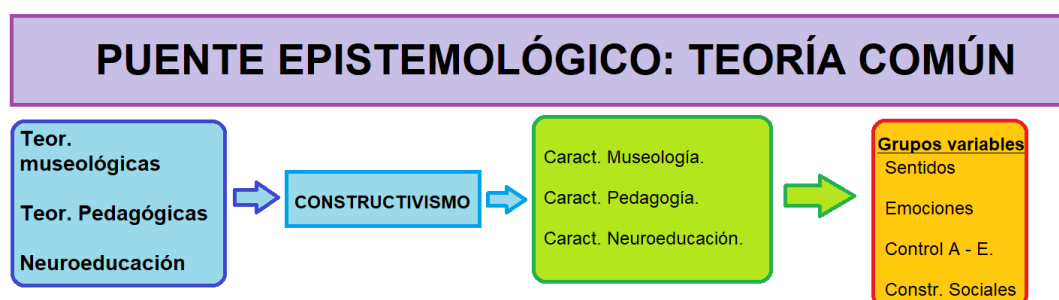 PUENTE EPISTEMOLÓGICO: TEORÍA COMÚN
Teor.
museológicas
Teor. Pedagógicas
Neuroeducación
CONSTRUCTIVISMO
Caract. Museología.
Caract. Pedagogía.
Caract. Neuroeducación.
Grupos variables
Sentidos
Emociones
Control A - E.
Constr. Sociales